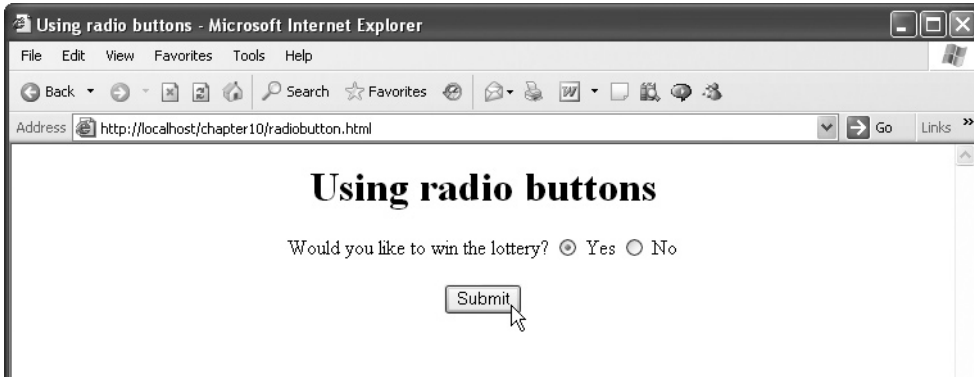 Using radio buttons - Microsoft Internet Explorer
File Edit View Favorites Tools Help
Back Search Favorites W
Address http://localhost/chapter10/radiobutton.html Go Links »
Using radio buttons
Would you like to win the lottery? Yes No
Submit